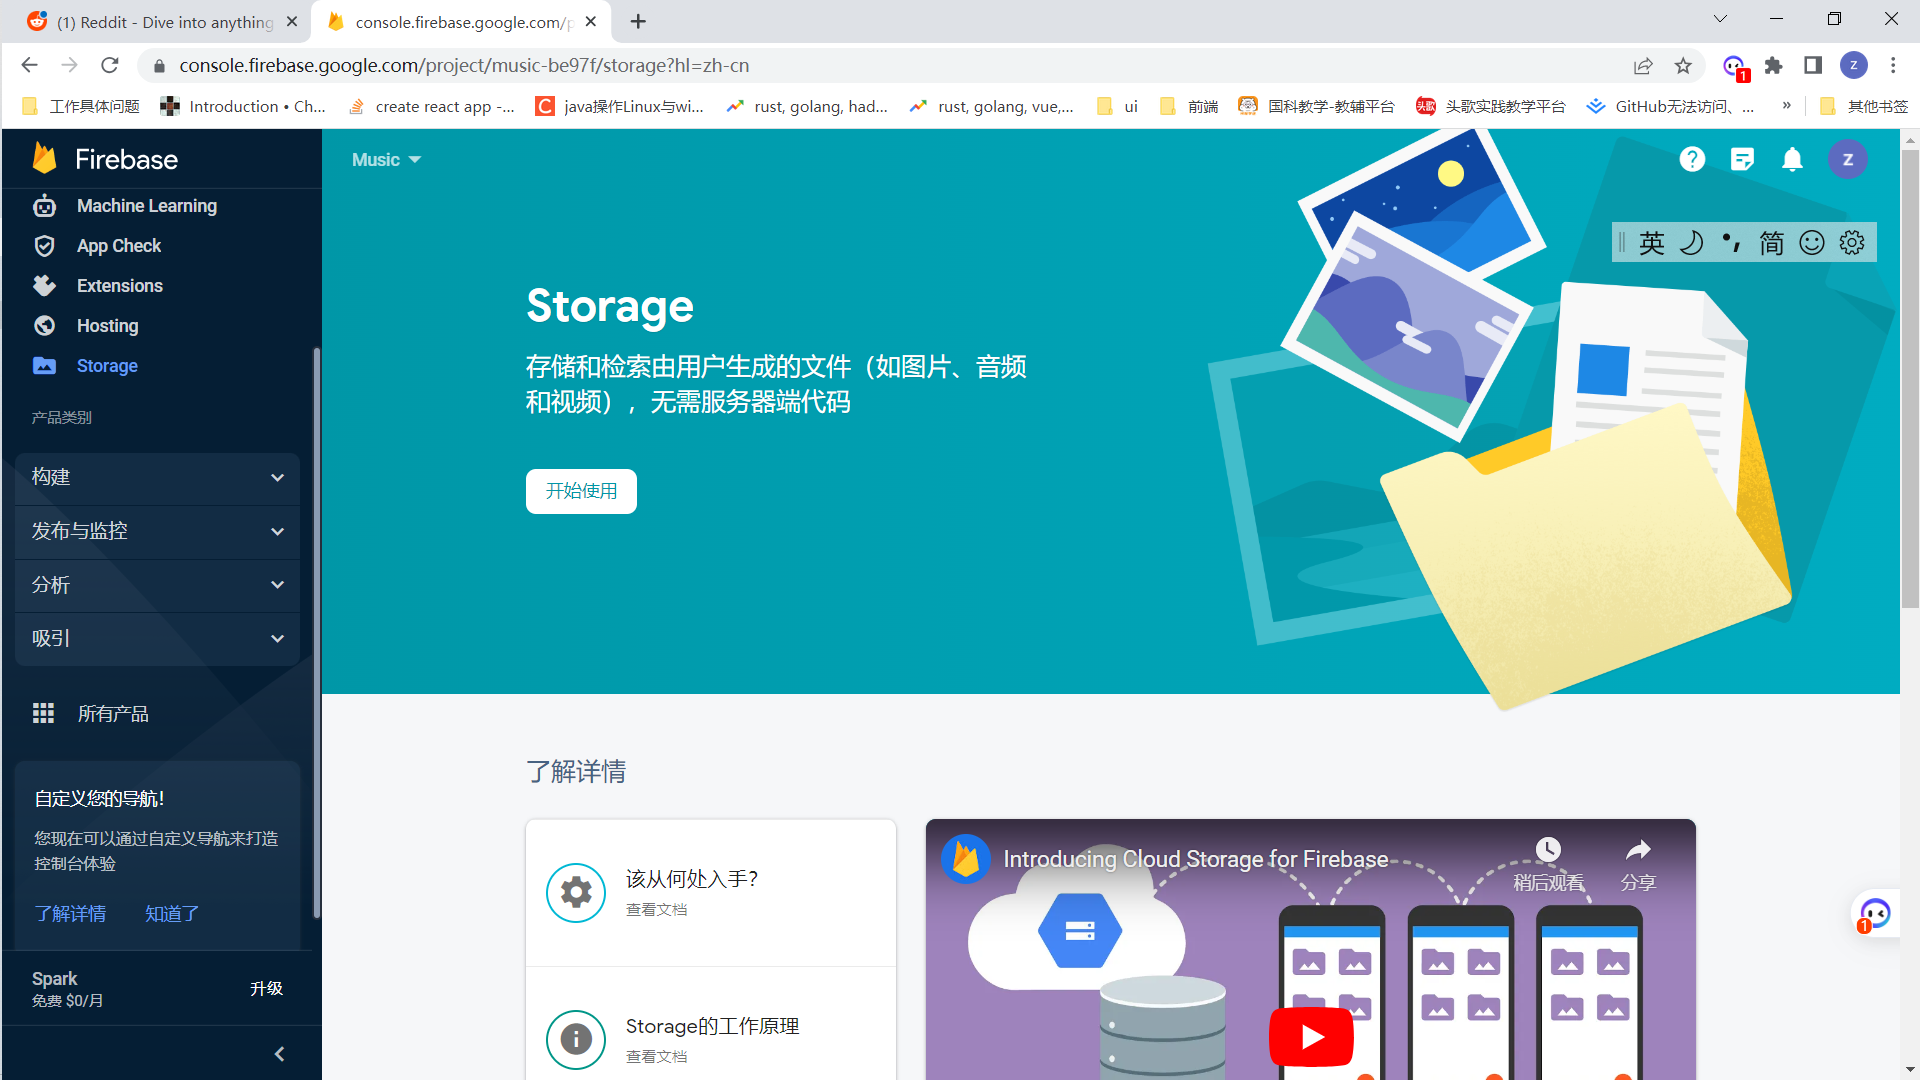 (1) Reddit - Dive into anything
console.firebase.google.com/p
console.firebase.google.com/project/music-be97f/storage?hl=zh-cn
1
z
工作具体问题
Introduction • Ch...
create react app -...
java操作Linux与wi...
rust, golang, had...
rust, golang, vue,...
ui
前端
国科教学-教辅平台
头歌
头歌实践教学平台
GitHub无法访问、...
»
其他书签
Firebase
Machine Learning
App Check
Extensions
Hosting
Storage
产品类别
构建
发布与监控
分析
吸引
所有产品
自定义您的导航！
您现在可以通过自定义导航来打造
控制台体验
了解详情
知道了
Spark
免费 $0/月
升级
Music
z
英
简
Storage
存储和检索由用户生成的文件（如图片、音频
和视频），无需服务器端代码
开始使用
了解详情
该从何处入手？
查看文档
Storage的工作原理
查看文档
Introducing Cloud Storage for Firebase
稍后观看
分享
1